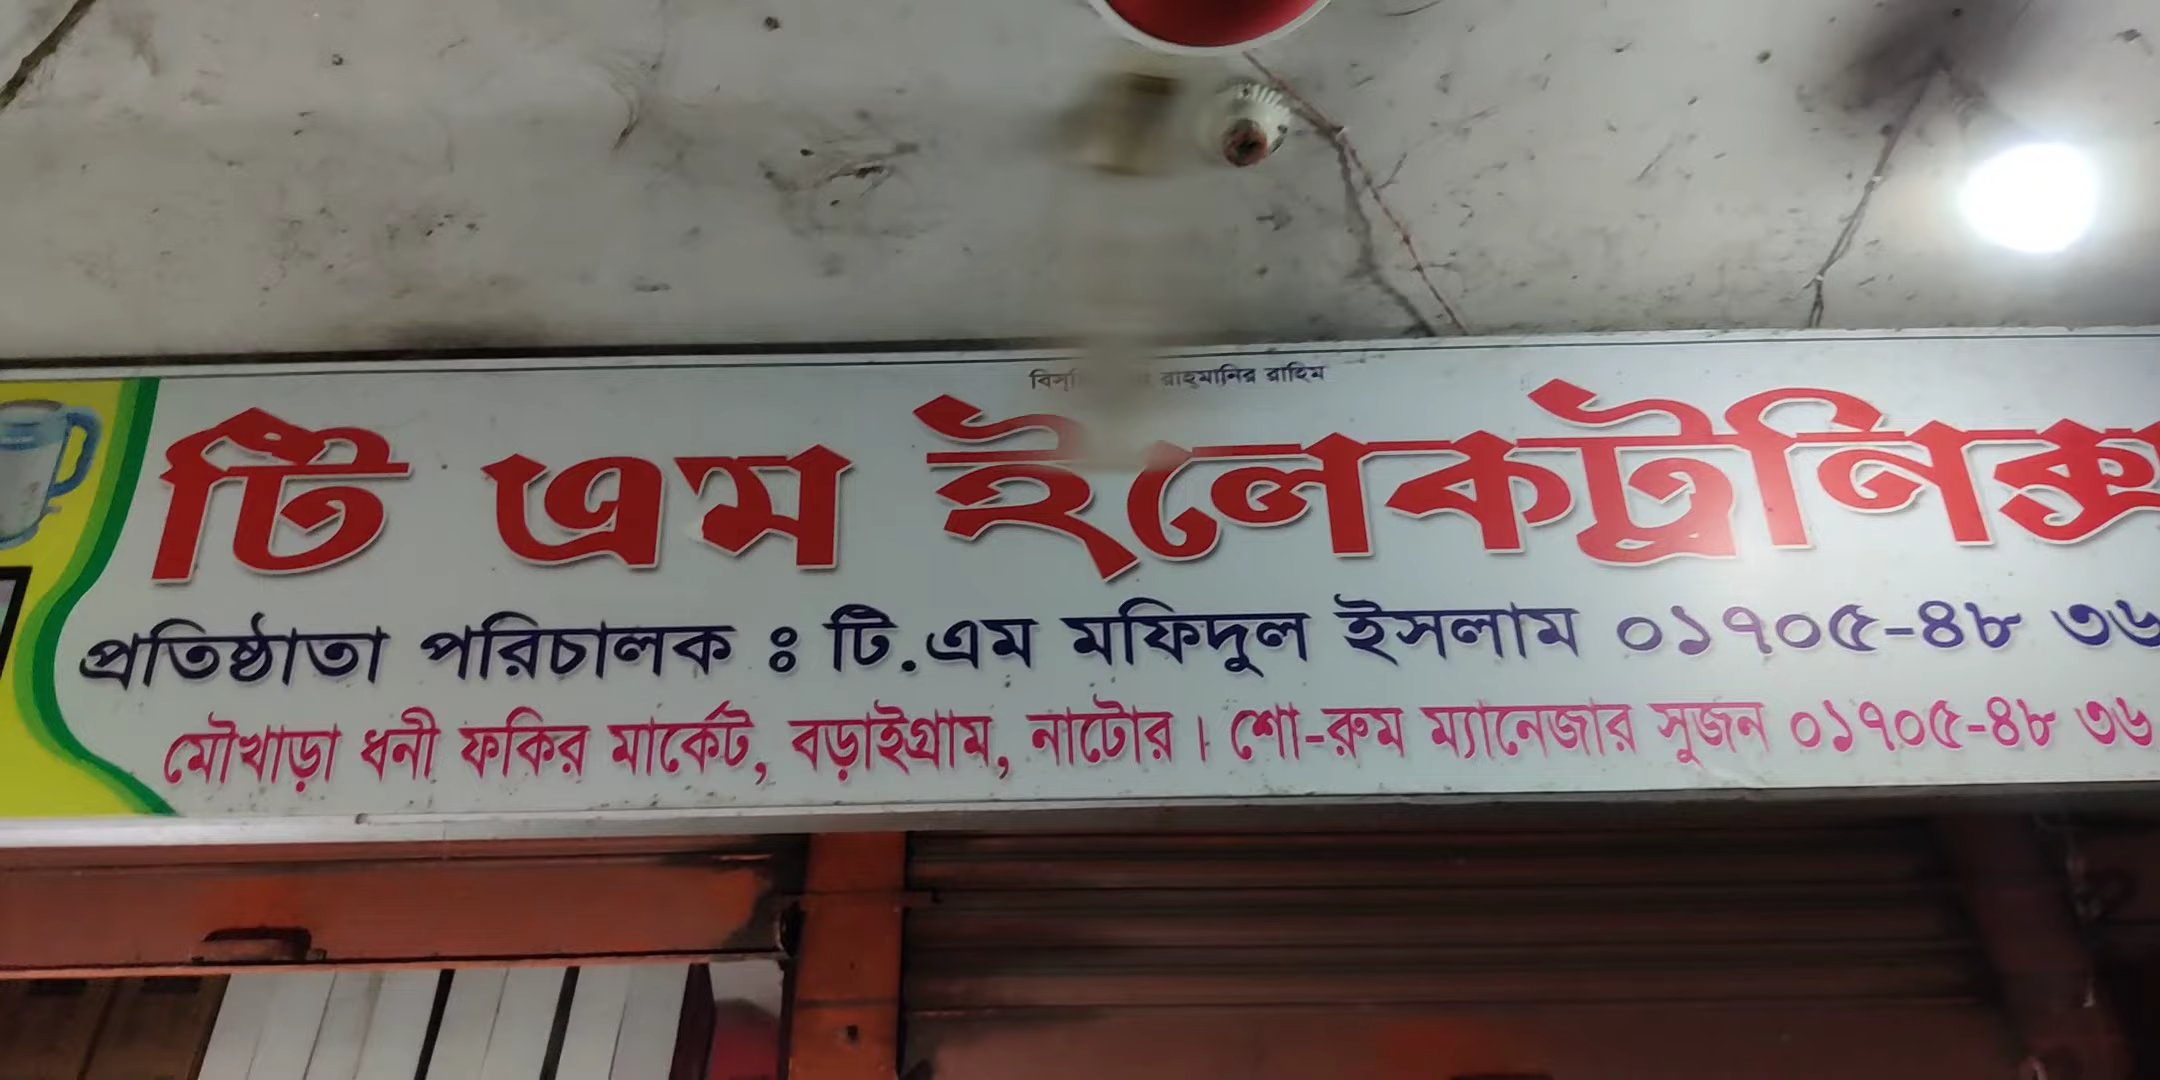 রাহমানির রাহিম
টি এম ইলেকট্রনিক্স
প্রতিষ্ঠাতা পরিচালক : টি.এম মফিদুল ইসলাম ০১৭০৫-৪৮ ৩৬
মৌখাড়া ধনী ফকির মার্কেট, বড়াইগ্রাম, নাটোর। শো-রুম ম্যানেজার সুজন ০১৭০৫-৪৮ ৩৬